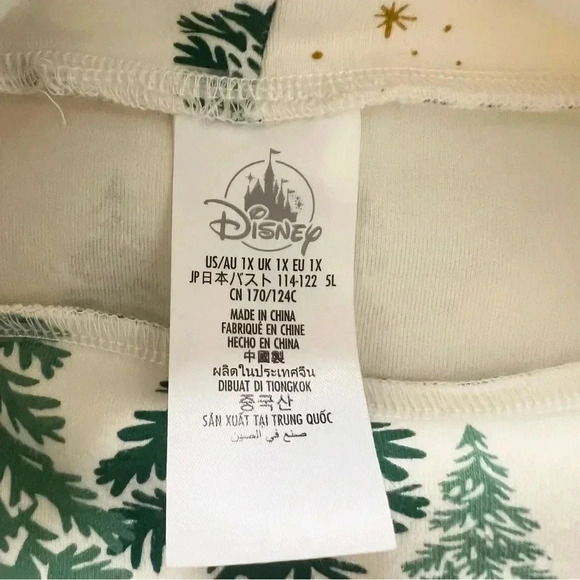 Disney
US/AU 1X UK 1X EU 1X
JP日本バスト 114-122 5L
CN 170/124C
MADE IN CHINA
FABRIQUÉ EN CHINE
HECHO EN CHINA
中國製
ผลิตในประเทศจีน
DIBUAT DI TIONGKOK
중국산
SẢN XUẤT TẠI TRUNG QUỐC
صنع في الصين